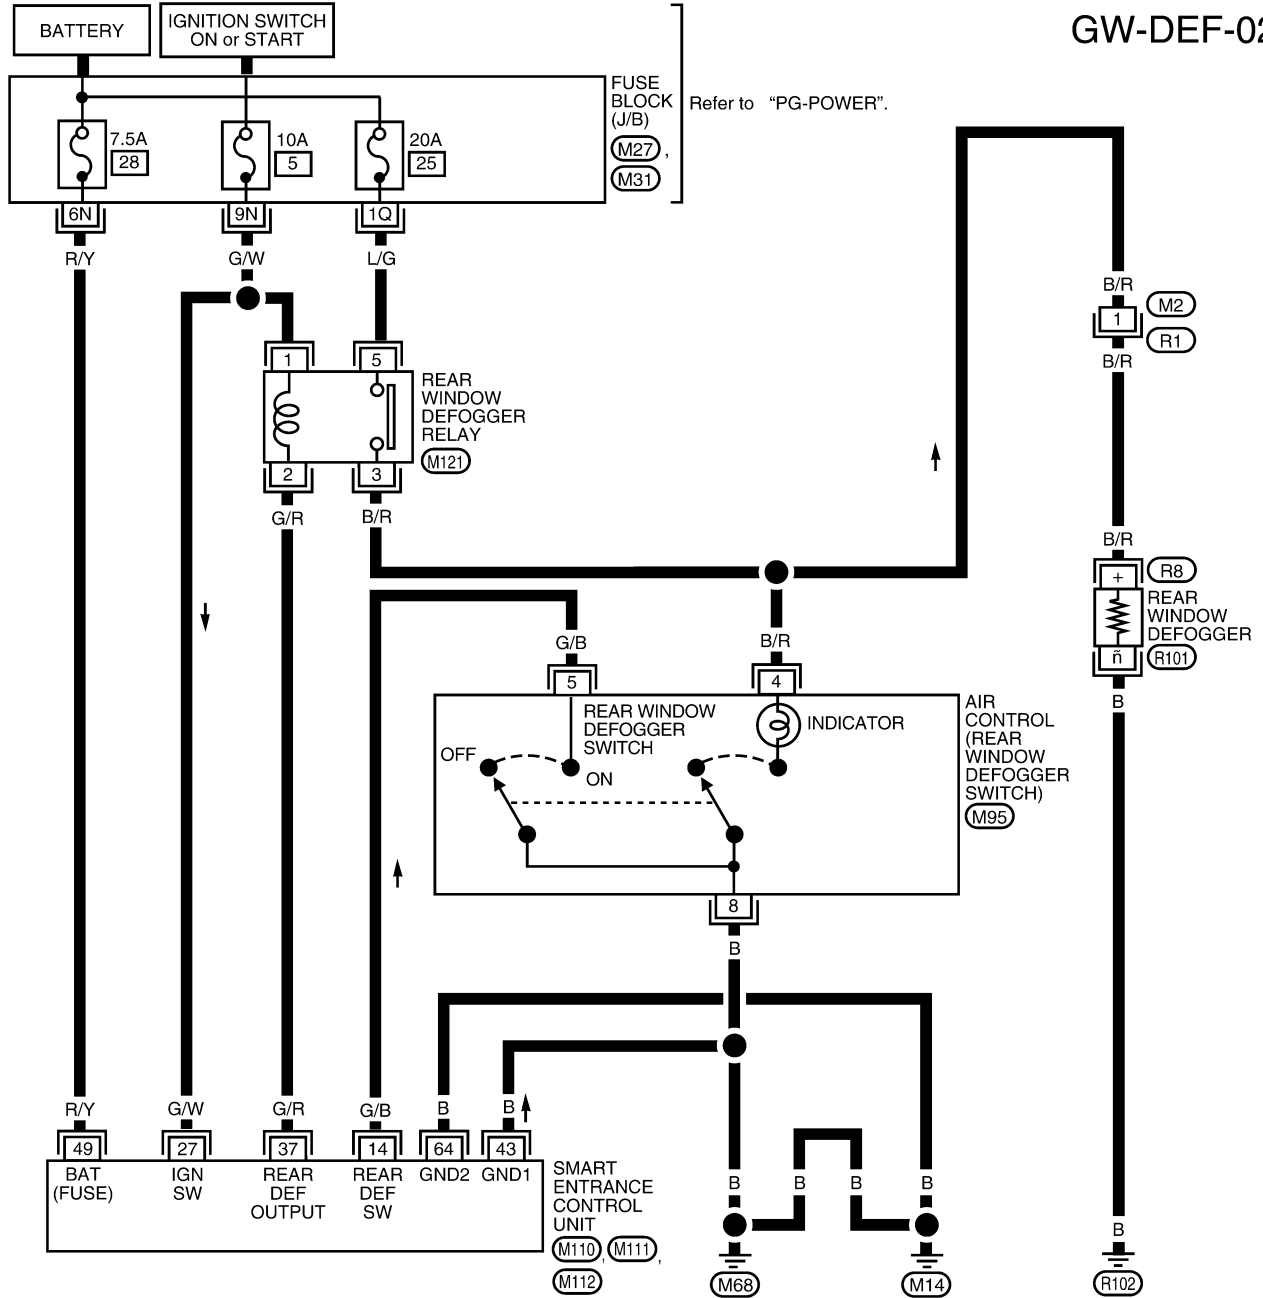 GW-DEF-02
BATTERY
IGNITION SWITCH
ON or START
FUSE
BLOCK
(J/B)
M27 ,
M31
Refer to "PG-POWER".
7.5A
28
10A
5
20A
25
6N
9N
1Q
R/Y
G/W
L/G
B/R
1
M2
R1
B/R
1
5
REAR
WINDOW
DEFOGGER
RELAY
M121
2
3
G/R
B/R
B/R
+
R8
REAR
WINDOW
DEFOGGER
ñ
R101
B
G/B
B/R
5
4
REAR WINDOW
DEFOGGER
SWITCH
INDICATOR
OFF
ON
AIR
CONTROL
(REAR
WINDOW
DEFOGGER
SWITCH)
M95
8
B
R/Y
G/W
G/R
G/B
B
B
49
27
37
14
64
43
BAT
(FUSE)
IGN
SW
REAR
DEF
OUTPUT
REAR
DEF
SW
GND2
GND1
SMART
ENTRANCE
CONTROL
UNIT
M110 , M111 ,
M112
B
B
B
B
B
M68
M14
R102